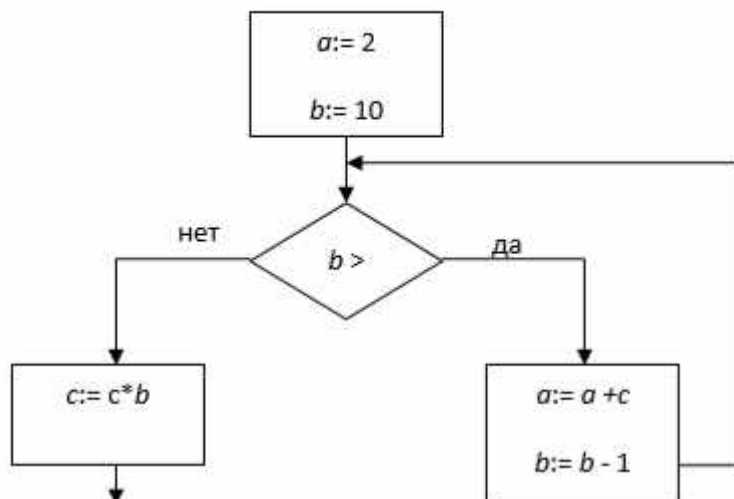 a:= 2
b:= 10
нет
b >
да
c:= c*b
a:= a +c
b:= b - 1